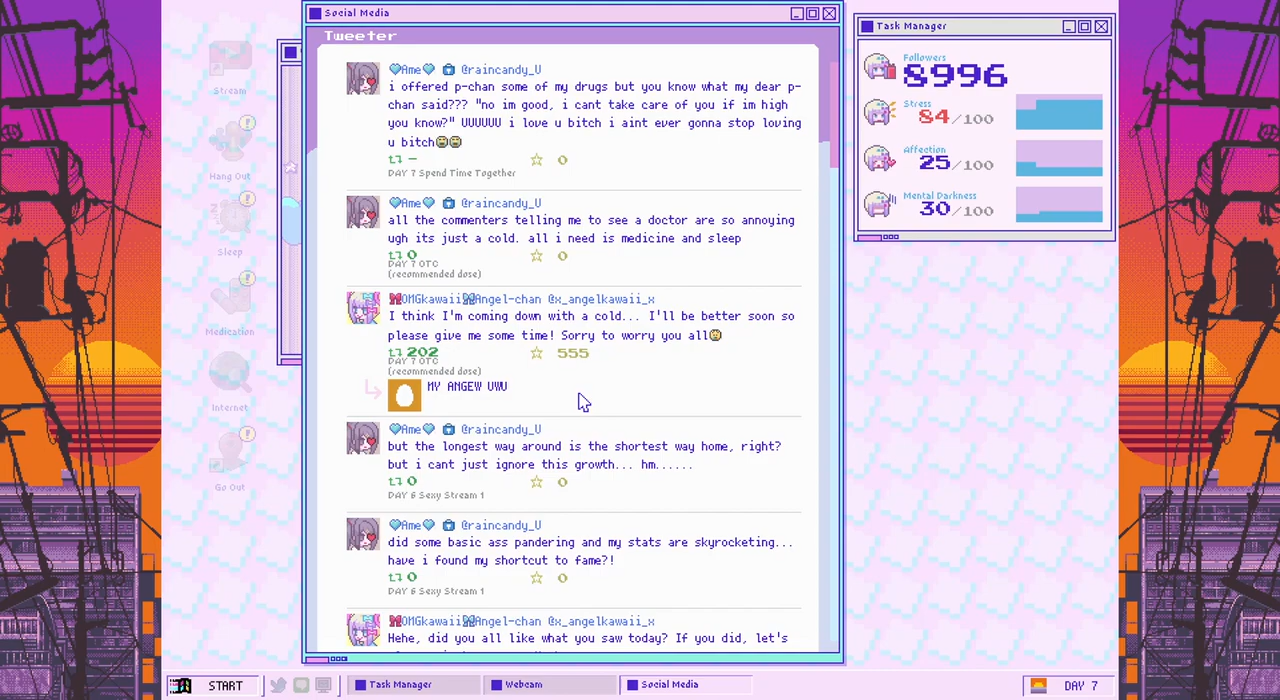 Social Media
Tweeter
Ame @raincandy_U
i offered p-chan some of my drugs but you know what my dear p-
chan said??? "no im good, i cant take care of you if im high
you know?" UUUUUU i love u bitch i aint ever gonna stop loving
u bitch
-
0
DAY 7 Spend Time Together
Ame @raincandy_U
all the commenters telling me to see a doctor are so annoying
ugh its just a cold. all i need is medicine and sleep
0
0
DAY 7 OTC
(recommended dose)
OMGkawaii Angel-chan @x_angelkawaii_x
I think I'm coming down with a cold... I'll be better soon so
please give me some time! Sorry to worry you all
202
555
DAY 7 OTC
(recommended dose)
MY ANGEW UWU
Ame @raincandy_U
but the longest way around is the shortest way home, right?
but i cant just ignore this growth... hm......
0
0
DAY 6 Sexy Stream 1
Ame @raincandy_U
did some basic ass pandering and my stats are skyrocketing...
have i found my shortcut to fame?!
0
0
DAY 6 Sexy Stream 1
OMGkawaii Angel-chan @x_angelkawaii_x
Hehe, did you all like what you saw today? If you did, let's
Task Manager
Followers
8996
Stress
84/100
Affection
25/100
Mental Darkness
30/100
Stream
Hang Out
Sleep
Medication
Internet
Go Out
START
Task Manager
Webcam
Social Media
DAY 7